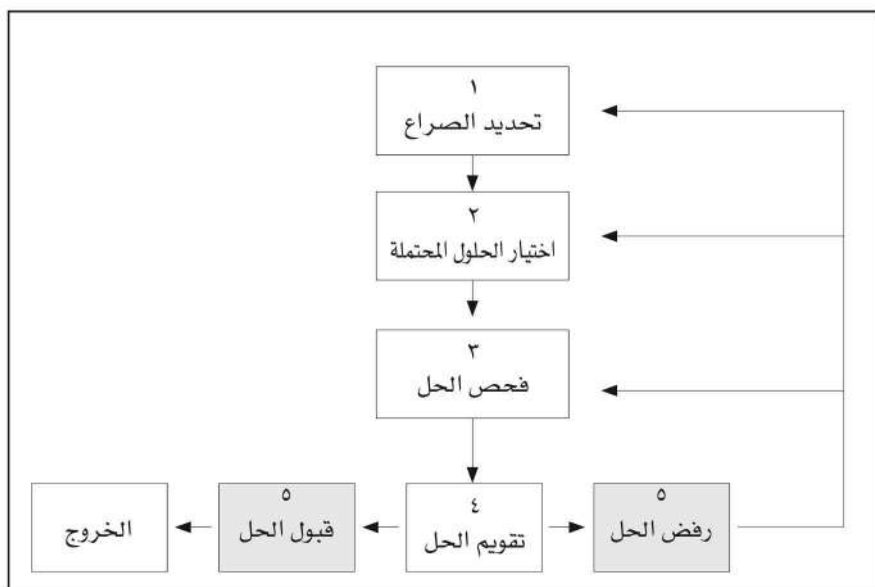 ١
تحديد الصراع
٢
اختيار الحلول المحتملة
٣
فحص الحل
٥
رفض الحل
٤
تقويم الحل
٥
قبول الحل
الخروج